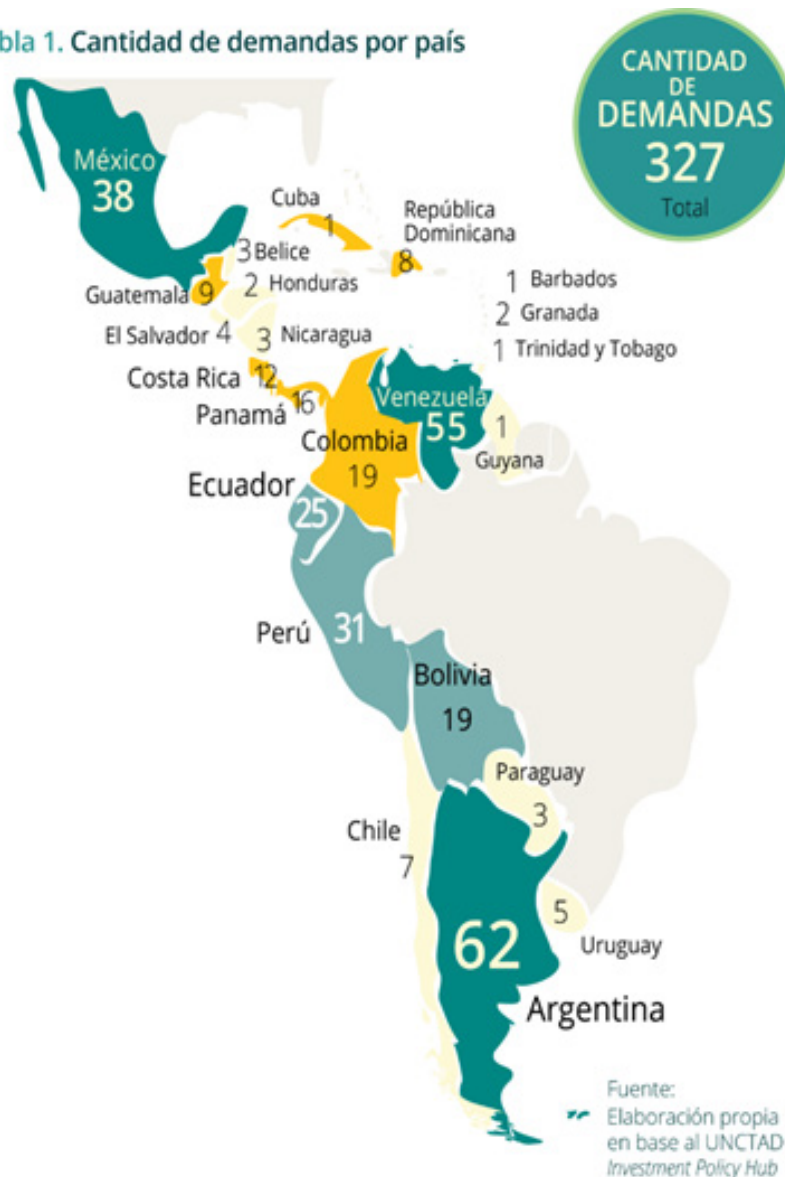 bla 1. Cantidad de demandas por país
CANTIDAD
DE
DEMANDAS
327
Total
México
38
Cuba
1
República
Dominicana
8
3 Belice
2 Honduras
Guatemala 9
El Salvador 4
3 Nicaragua
1 Barbados
2 Granada
1 Trinidad y Tobago
Costa Rica 12
Panamá 16
Venezuela
55
1
Guyana
Colombia
19
Ecuador
25
Perú 31
Bolivia
19
Paraguay
3
Chile
7
5
Uruguay
62
Argentina
Fuente:
Elaboración propia
en base al UNCTAD
Investment Policy Hub